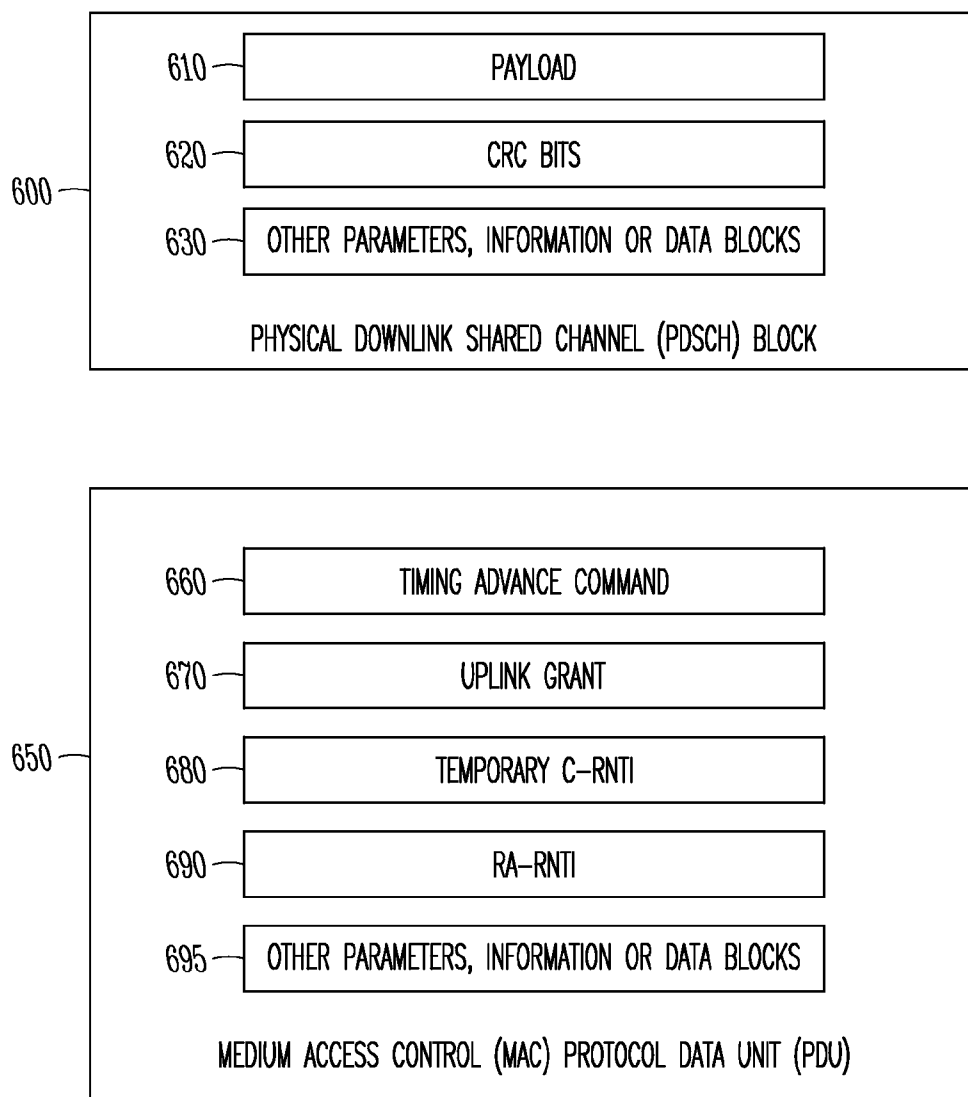 610 PAYLOAD
620 CRC BITS
600
630 OTHER PARAMETERS, INFORMATION OR DATA BLOCKS
PHYSICAL DOWNLINK SHARED CHANNEL (PDSCH) BLOCK
660 TIMING ADVANCE COMMAND
670 UPLINK GRANT
650
680 TEMPORARY C-RNTI
690 RA-RNTI
695 OTHER PARAMETERS, INFORMATION OR DATA BLOCKS
MEDIUM ACCESS CONTROL (MAC) PROTOCOL DATA UNIT (PDU)